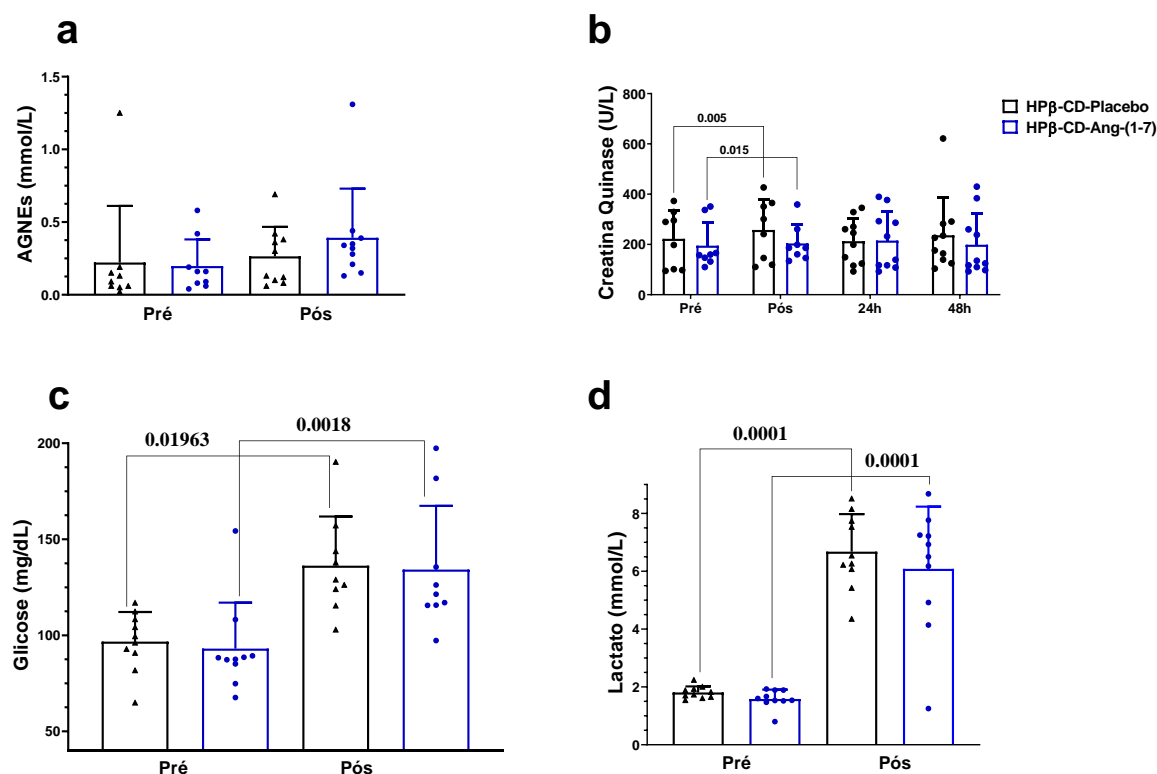 a
AGNEs (mmol/L)
1.5
1.0
0.5
0.0
Pré
Pós
b
Creatina Quinase (U/L)
800
600
400
200
0
0.005
0.015
Pré
Pós
24h
48h
HPβ-CD-Placebo
HPβ-CD-Ang-(1-7)
c
Glicose (mg/dL)
200
150
100
50
0.01963
0.0018
Pré
Pós
d
Lactato (mmol/L)
8
6
4
2
0
0.0001
0.0001
Pré
Pós